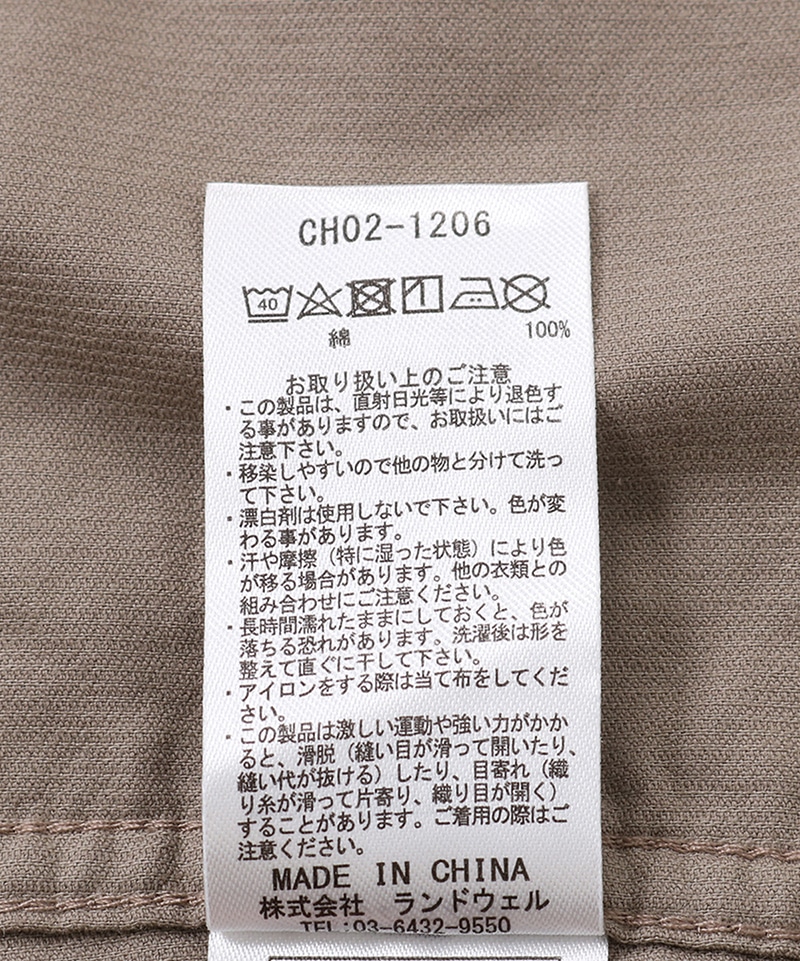 CH02-1206
40
綿 100%
お取り扱い上のご注意
・この製品は、直射日光等により退色す
る事がありますので、お取扱いにはご
注意下さい。
・移染しやすいので他の物と分けて洗っ
て下さい。
・漂白剤は使用しないで下さい。色が変
わる事があります。
・汗や摩擦（特に湿った状態）により色
が移る場合があります。他の衣類との
組み合わせにご注意ください。
・長時間濡れたままにしておくと、色が
落ちる恐れがあります。洗濯後は形を
整えて直ぐに干して下さい。
・アイロンをする際は当て布をしてくだ
さい。
・この製品は激しい運動や強い力がかか
ると、滑脱（縫い目が滑って開いたり、
縫い代が抜ける）したり、目寄れ（織
り糸が滑って片寄り、織り目が開く）
することがあります。ご着用の際はご
注意ください。
MADE IN CHINA
株式会社 ランドウェル
TEL:03-6432-9550